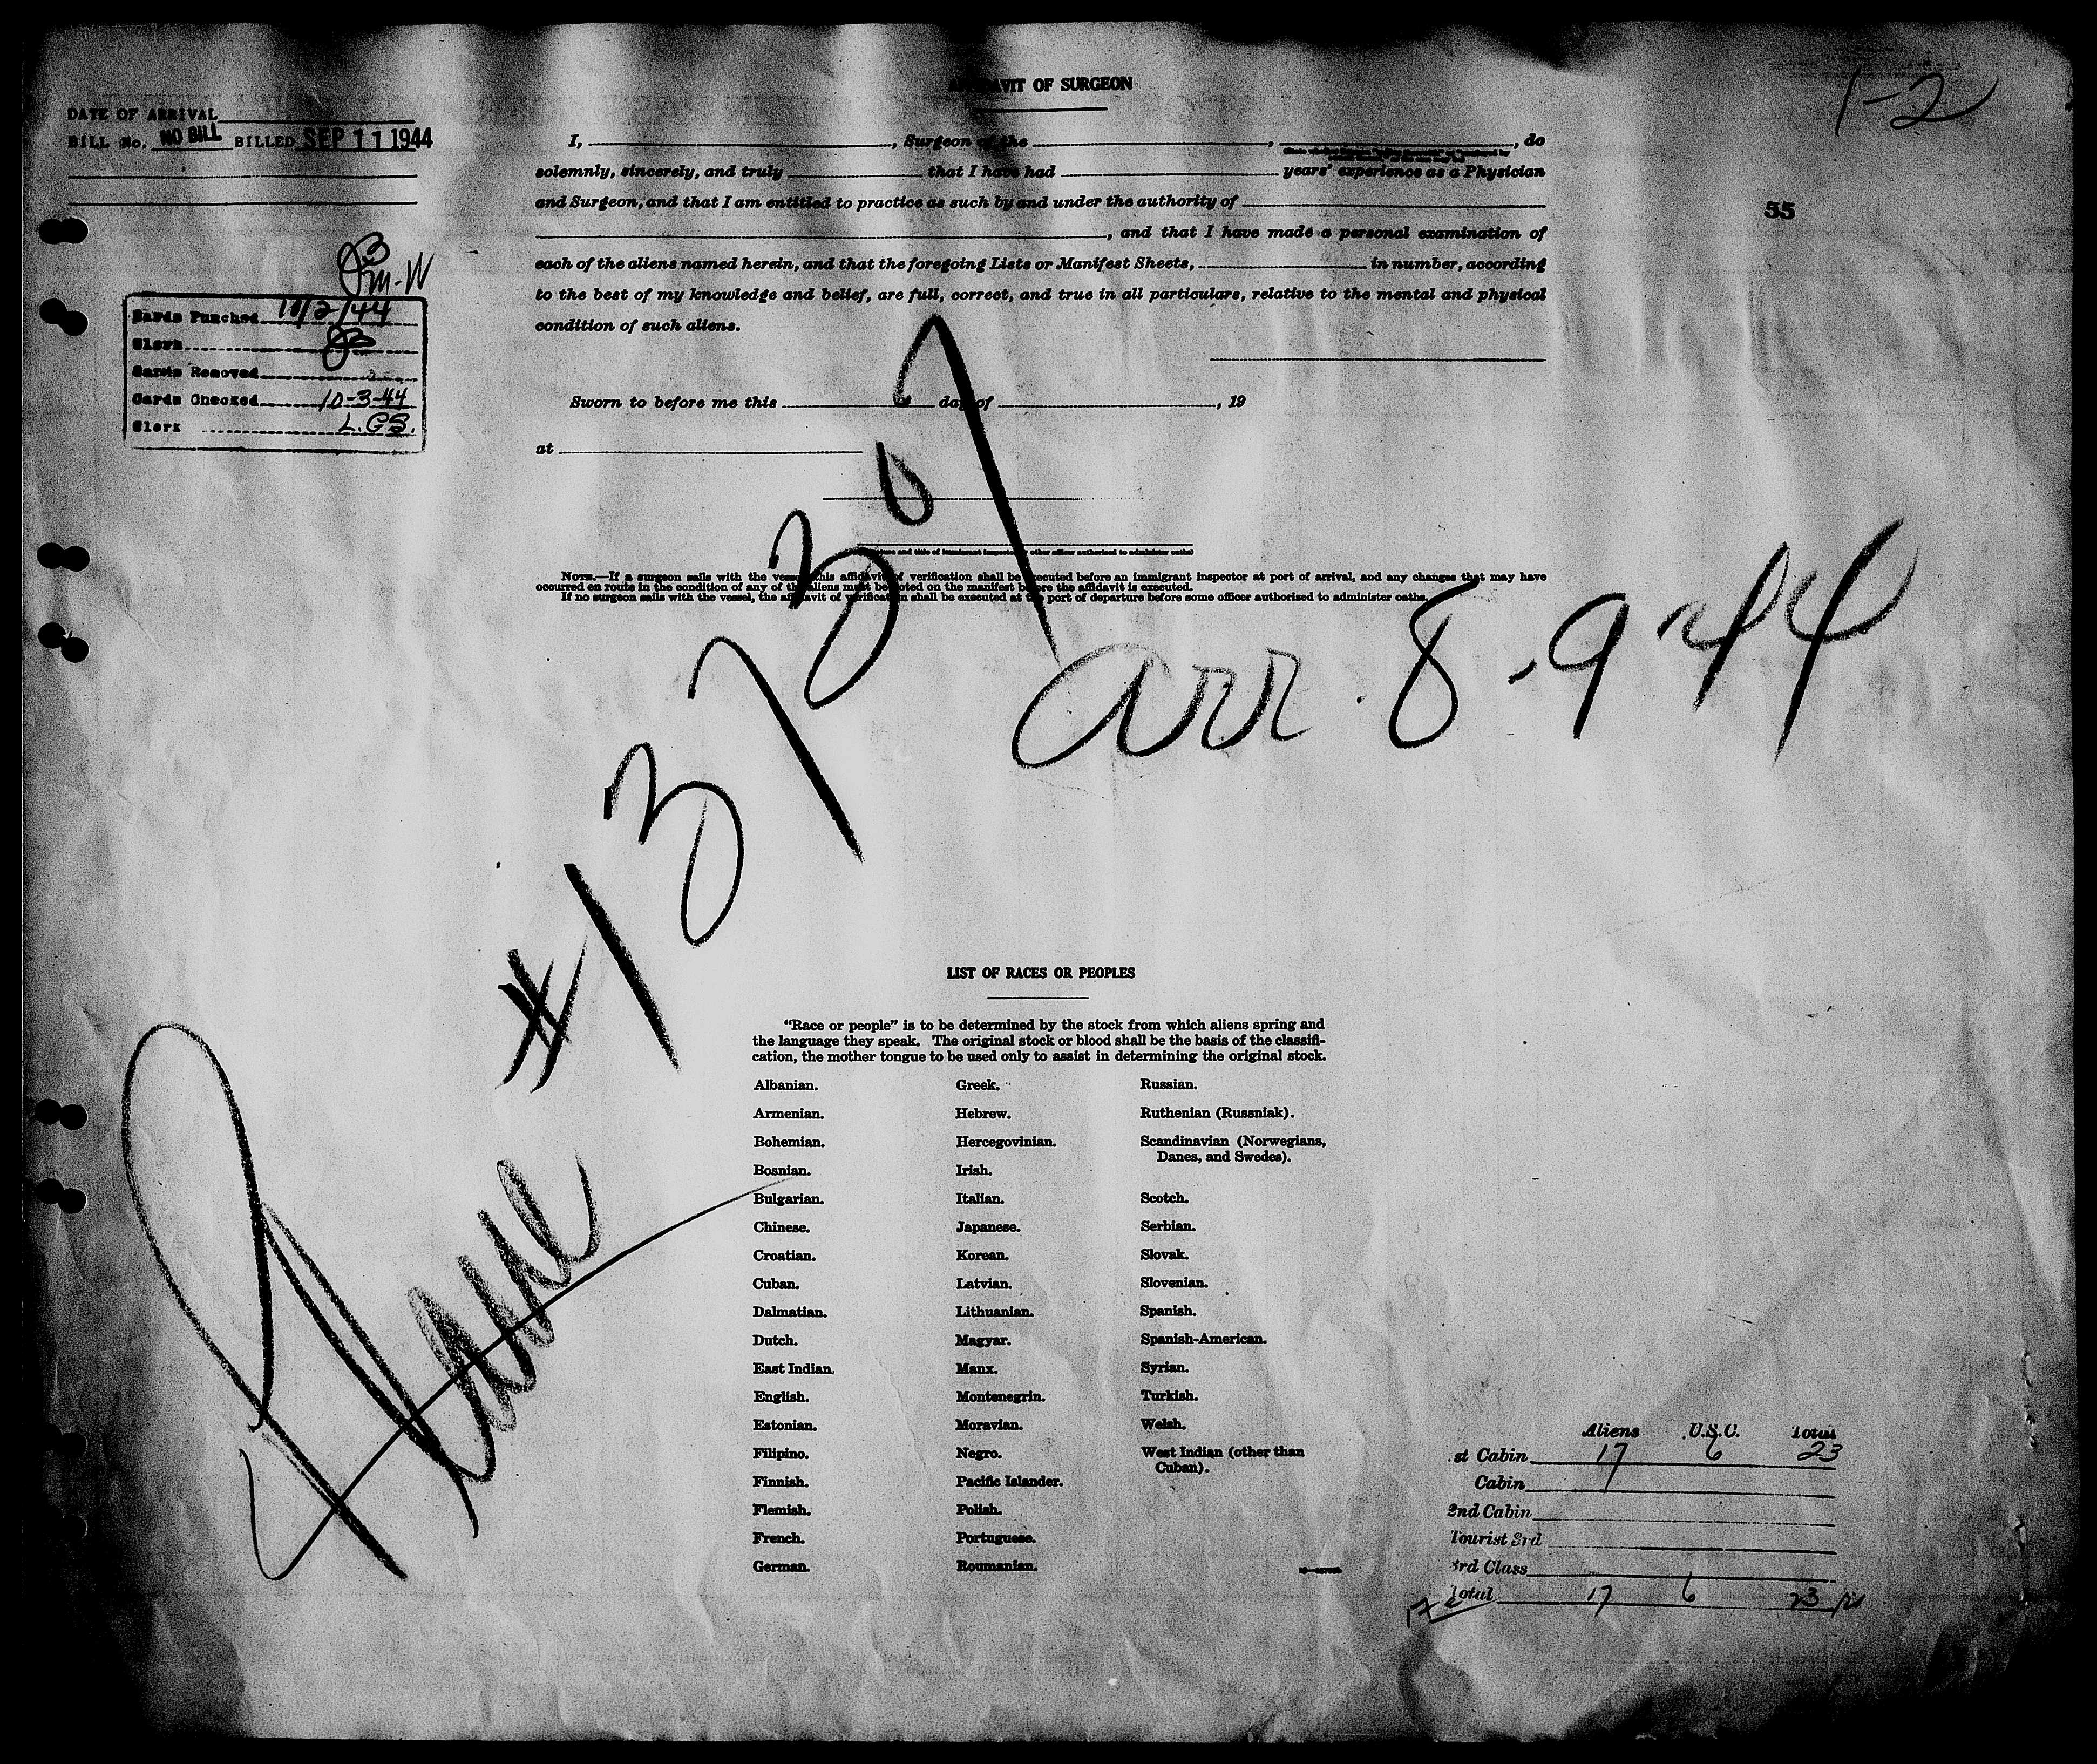 AFFIDAVIT OF SURGEON
1-2
DATE OF ARRIVAL
BILL No. NO BILL BILLED SEP 11 1944
I, , Surgeon of the , , do
solemnly, sincerely, and truly that I have had years' experience as a Physician
and Surgeon, and that I am entitled to practice as such by and under the authority of
, and that I have made a personal examination of
each of the aliens named herein, and that the foregoing Lists or Manifest Sheets, in number, according
to the best of my knowledge and belief, are full, correct, and true in all particulars, relative to the mental and physical
condition of such aliens.
55
Cards Punched 10/2/44
Clerk
Cards Removed
Cards Checked 10-3-44
Clerk L.G.S.
Sworn to before me this day of , 19
at
(Signature and title of immigrant inspector or other officer authorized to administer oaths)
NOTE.—If a surgeon sails with the vessel, this affidavit of verification shall be executed before an immigrant inspector at port of arrival, and any changes that may have
occurred en route in the condition of any of the aliens must be noted on the manifest before the affidavit is executed.
If no surgeon sails with the vessel, the affidavit of verification shall be executed at the port of departure before some officer authorized to administer oaths.
Plane #137307
arr. 8-9-44
LIST OF RACES OR PEOPLES
"Race or people" is to be determined by the stock from which aliens spring and
the language they speak. The original stock or blood shall be the basis of the classifi-
cation, the mother tongue to be used only to assist in determining the original stock.
Albanian.
Armenian.
Bohemian.
Bosnian.
Bulgarian.
Chinese.
Croatian.
Cuban.
Dalmatian.
Dutch.
East Indian.
English.
Estonian.
Filipino.
Finnish.
Flemish.
French.
German.
Greek.
Hebrew.
Hercegovinian.
Irish.
Italian.
Japanese.
Korean.
Latvian.
Lithuanian.
Magyar.
Manx.
Montenegrin.
Moravian.
Negro.
Pacific Islander.
Polish.
Portuguese.
Roumanian.
Russian.
Ruthenian (Russniak).
Scandinavian (Norwegians,
Danes, and Swedes).
Scotch.
Serbian.
Slovak.
Slovenian.
Spanish.
Spanish-American.
Syrian.
Turkish.
Welsh.
West Indian (other than
Cuban).
Aliens U.S.C. Total
st Cabin 17 6 23
Cabin
2nd Cabin
Tourist 3rd
3rd Class
Total 17 6 23